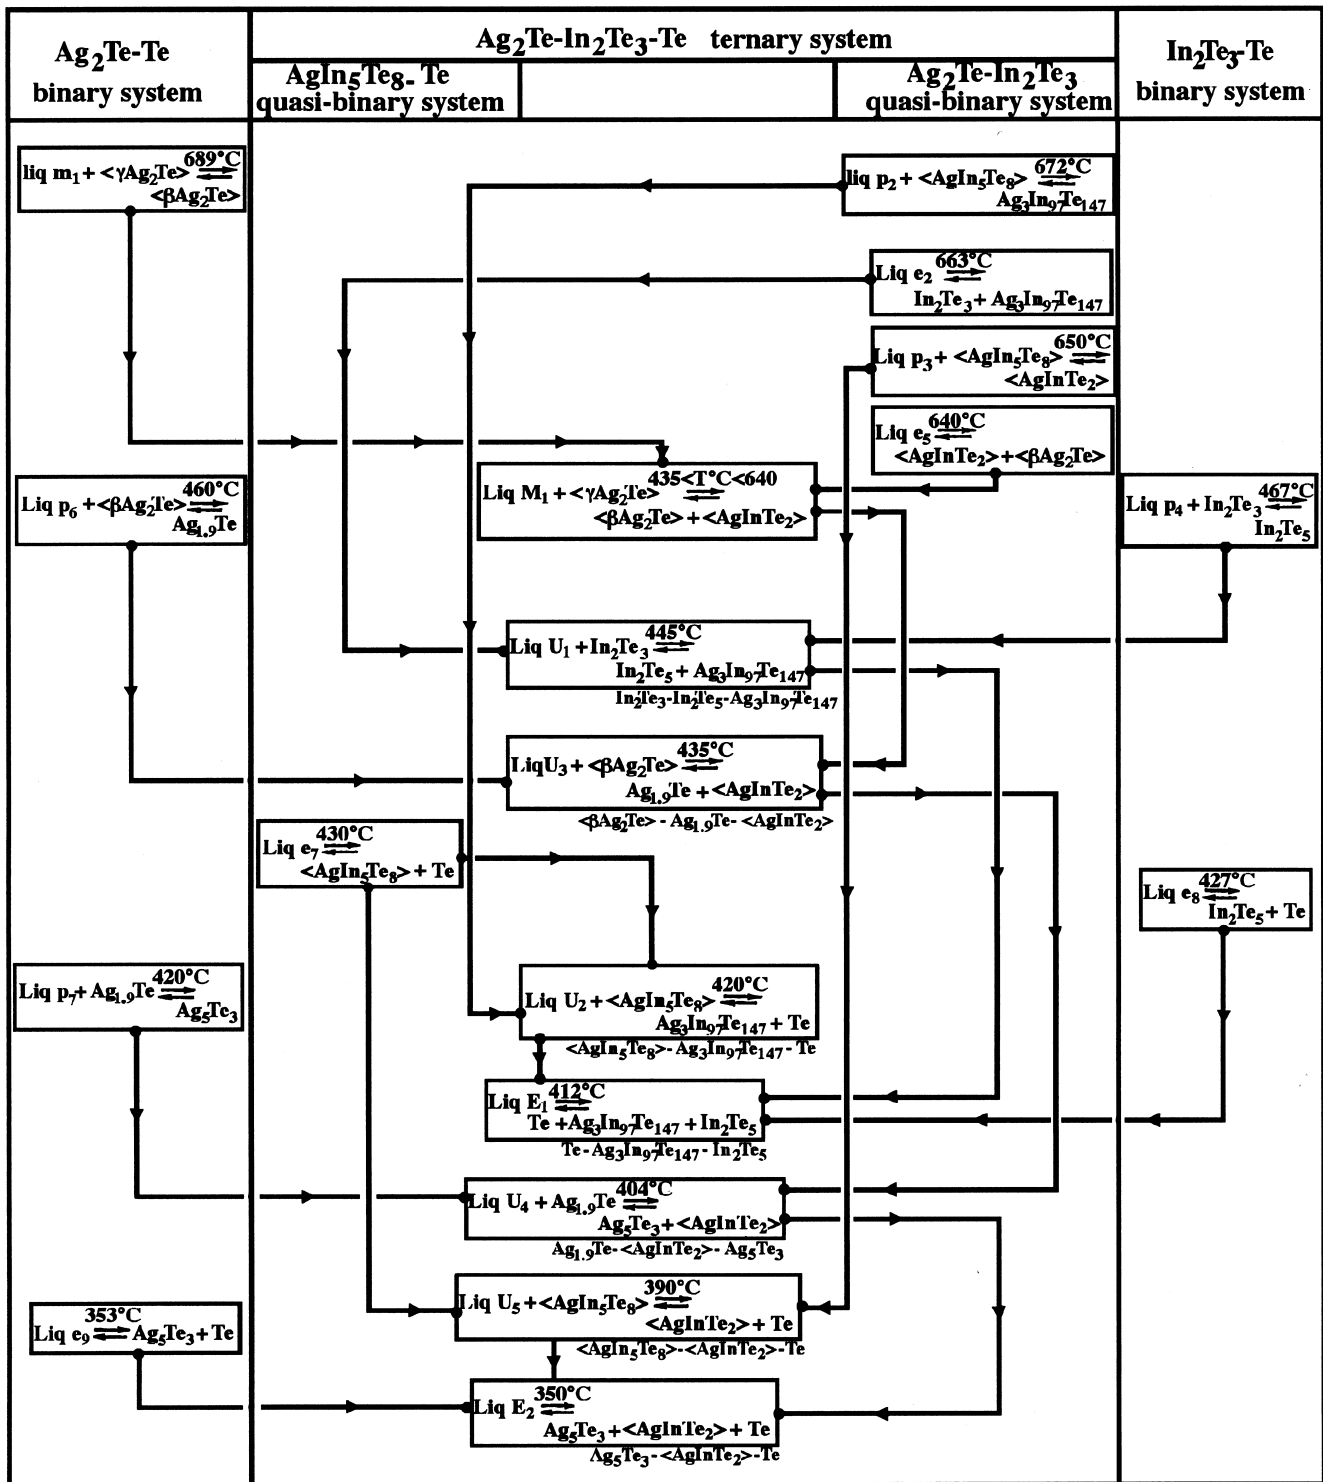 Ag2Te-Te
binary system
Ag2Te-In2Te3-Te ternary system
AgIn5Te8- Te
quasi-binary system
Ag2Te-In2Te3
quasi-binary system
In2Te3-Te
binary system
liq m1 + <γAg2Te> 689°C ⇌
<βAg2Te>
liq p2 + <AgIn5Te8> 672°C ⇌
Ag3In97Te147
Liq e2 663°C ⇌
In2Te3 + Ag3In97Te147
Liq p3 + <AgIn5Te8> 650°C ⇌
<AgInTe2>
Liq e5 640°C ⇌
<AgInTe2> + <βAg2Te>
Liq M1 + <γAg2Te> 435<T°C<640 ⇌
<βAg2Te> + <AgInTe2>
Liq p6 + <βAg2Te> 460°C ⇌
Ag1.9Te
Liq p4 + In2Te3 467°C ⇌
In2Te5
Liq U1 + In2Te3 445°C ⇌
In2Te5 + Ag3In97Te147
In2Te3-In2Te5-Ag3In97Te147
LiqU3 + <βAg2Te> 435°C ⇌
Ag1.9Te + <AgInTe2>
<βAg2Te> - Ag1.9Te- <AgInTe2>
Liq e7 430°C ⇌
<AgIn5Te8> + Te
Liq e8 427°C ⇌
In2Te5 + Te
Liq p7+ Ag1.9Te 420°C ⇌
Ag5Te3
Liq U2 + <AgIn5Te8> 420°C ⇌
Ag3In97Te147 + Te
<AgIn5Te8>- Ag3In97Te147 - Te
Liq E1 412°C ⇌
Te +Ag3In97Te147 + In2Te5
Te - Ag3In97Te147 - In2Te5
Liq U4 + Ag1.9Te 404°C ⇌
Ag5Te3 + <AgInTe2>
Ag1.9Te- <AgInTe2> - Ag5Te3
Liq U5 + <AgIn5Te8> 390°C ⇌
<AgInTe2> + Te
<AgIn5Te8>-<AgInTe2>-Te
Liq e9 353°C ⇌ Ag5Te3 + Te
Liq E2 350°C ⇌
Ag5Te3 + <AgInTe2> + Te
Ag5Te3-<AgInTe2>-Te